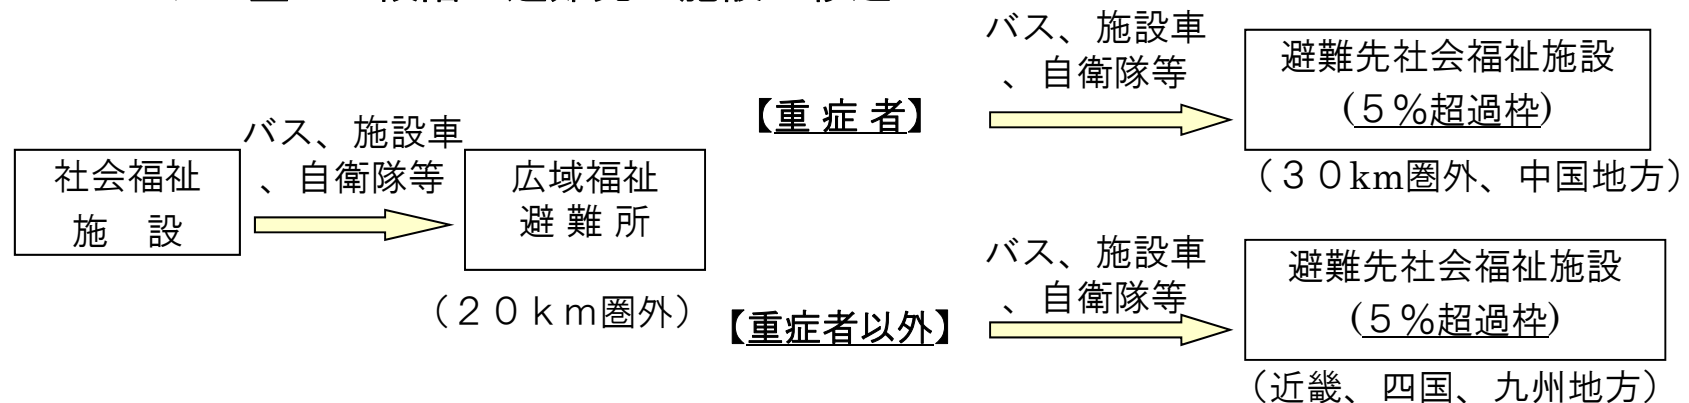 社会福祉
施　設
バス、施設車
、自衛隊等
広域福祉
避 難 所
（２０ｋｍ圏外）
【重 症 者】
バス、施設車
、自衛隊等
避難先社会福祉施設
(５％超過枠)
（３０km圏外、中国地方）
【重症者以外】
バス、施設車
、自衛隊等
避難先社会福祉施設
(５％超過枠)
（近畿、四国、九州地方）